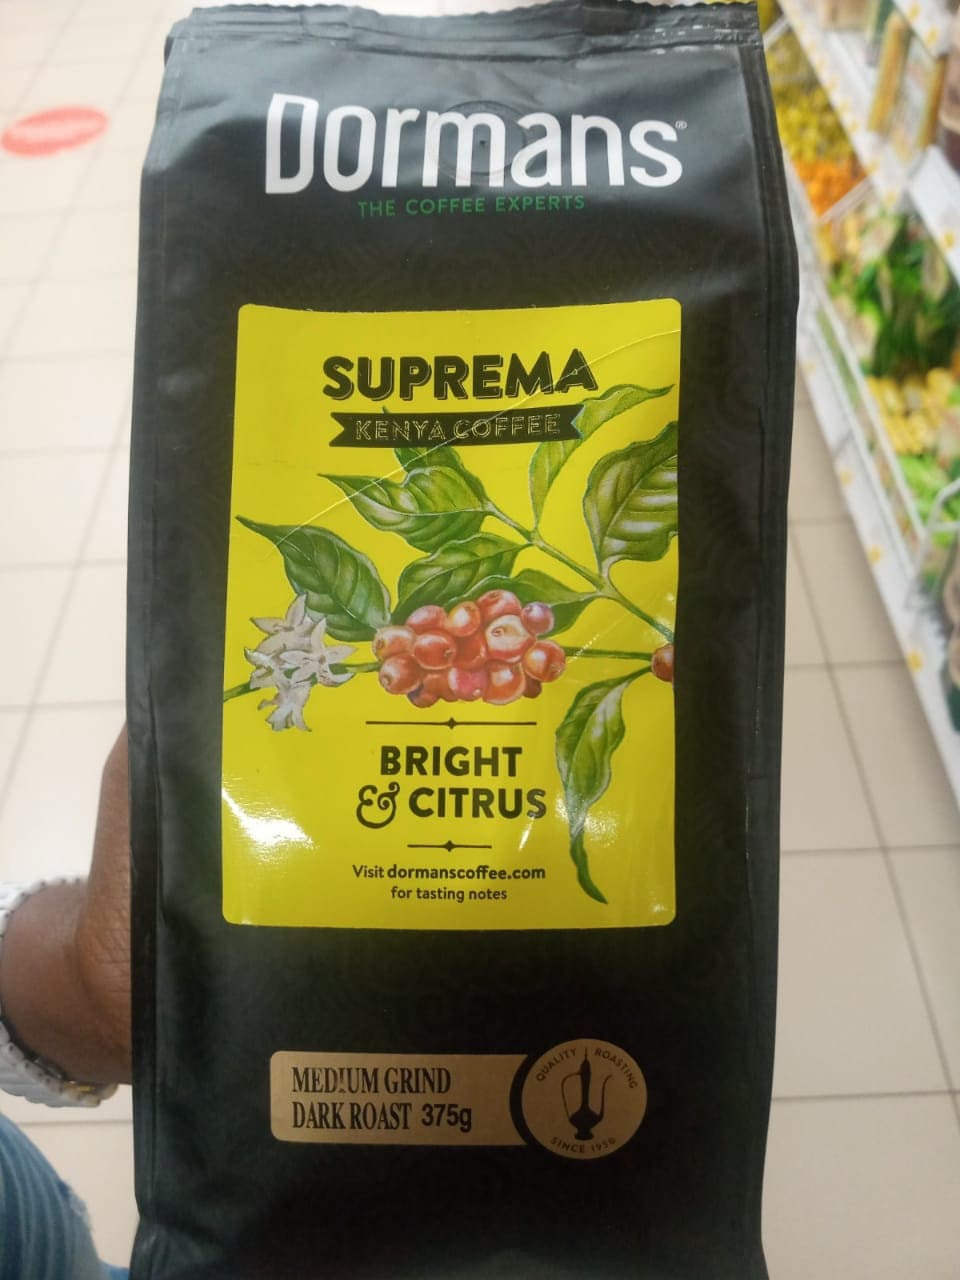 Dormans®
THE COFFEE EXPERTS
SUPREMA
KENYA COFFEE
BRIGHT
& CITRUS
Visit dormanscoffee.com
for tasting notes
MEDIUM GRIND
DARK ROAST 375g
QUALITY ROASTING
SINCE 1950